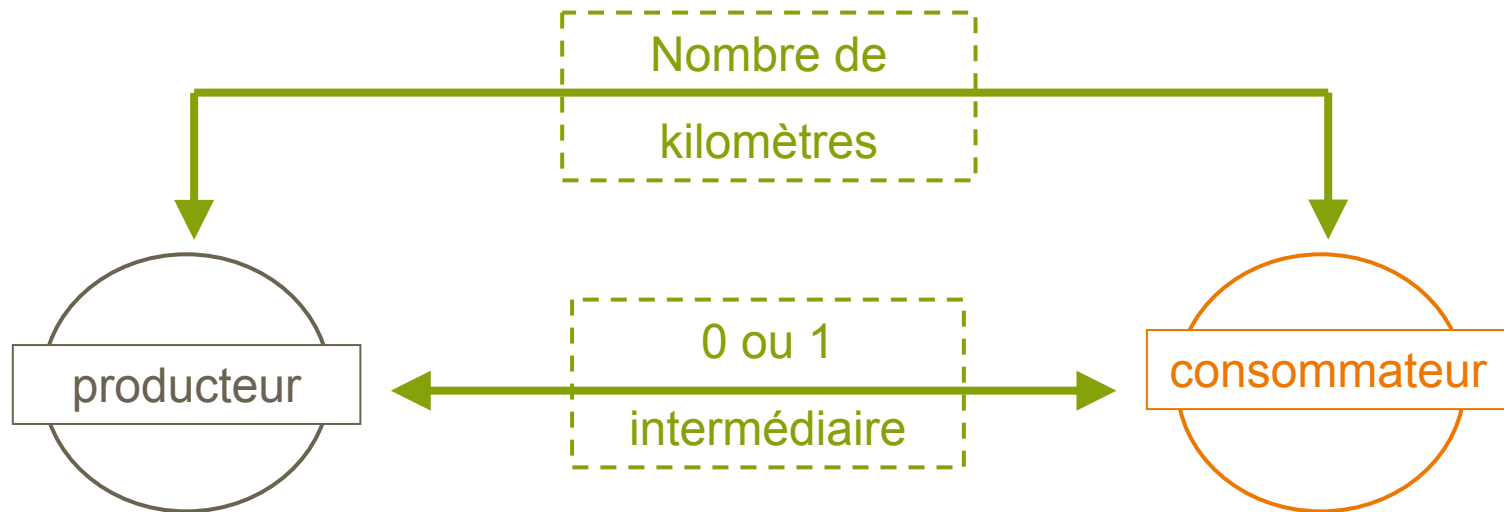 Nombre de
kilomètres
producteur
0 ou 1
intermédiaire
consommateur